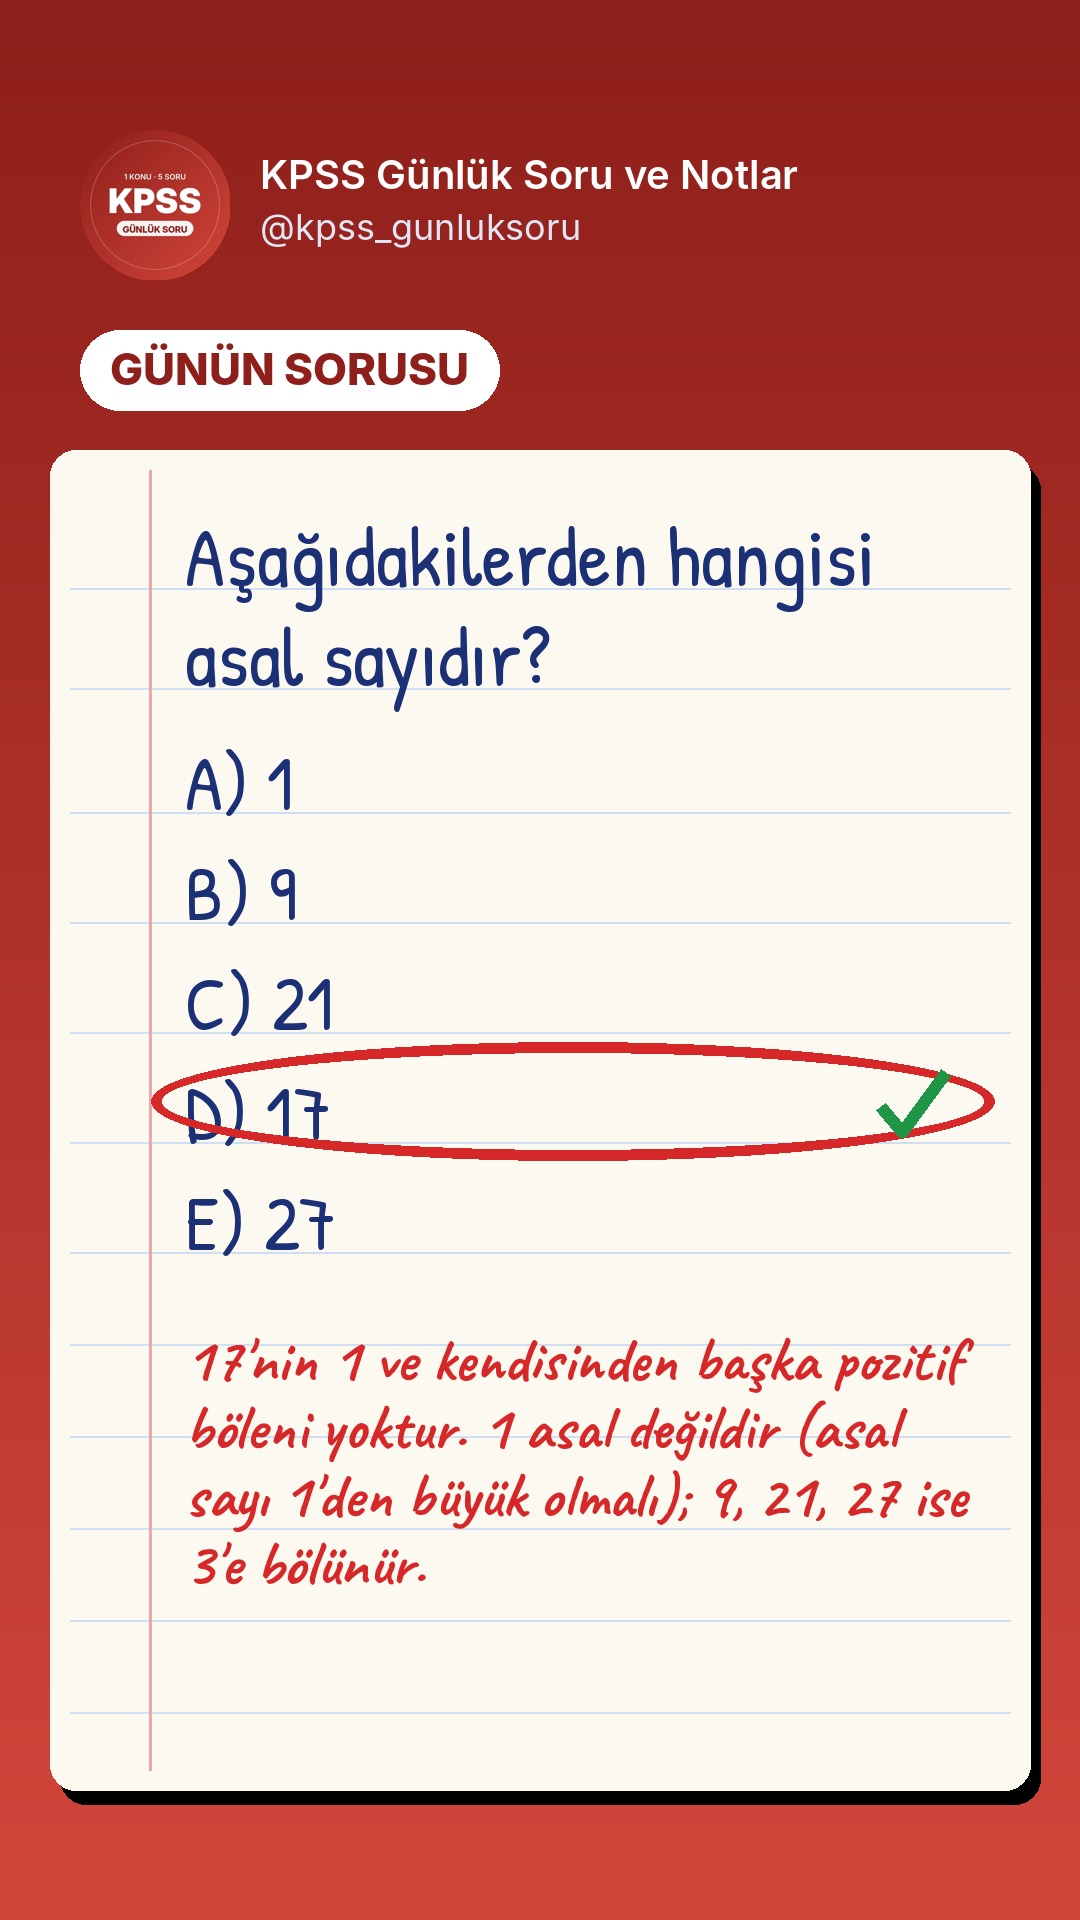 1 KONU · 5 SORU
KPSS
GÜNLÜK SORU
KPSS Günlük Soru ve Notlar
@kpss_gunluksoru
GÜNÜN SORUSU
Aşağıdakilerden hangisi
asal sayıdır?
A) 1
B) 9
C) 21
D) 17
E) 27
17'nin 1 ve kendisinden başka pozitif
böleni yoktur. 1 asal değildir (asal
sayı 1'den büyük olmalı); 9, 21, 27 ise
3'e bölünür.